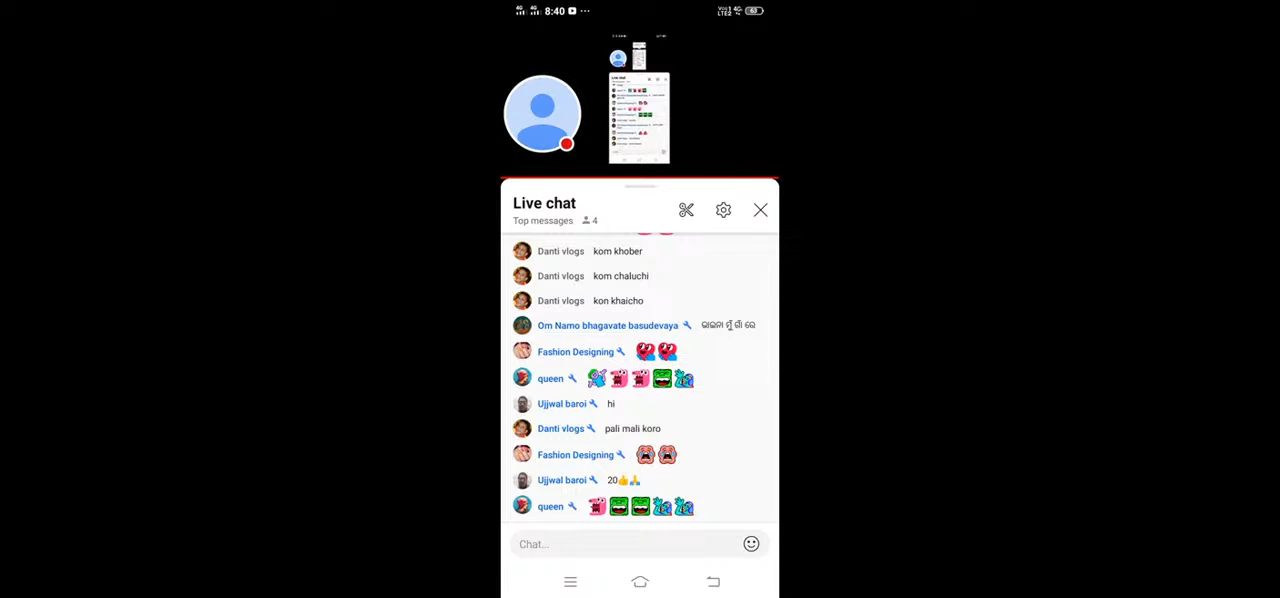 8:40
63
Live chat
Top messages 4
Danti vlogs kom khober
Danti vlogs kom chaluchi
Danti vlogs kon khaicho
Om Namo bhagavate basudevaya ଭାଇନା ମୁଁ ଗାଁ ରେ
Fashion Designing
queen
Ujjwal baroi hi
Danti vlogs pali mali koro
Fashion Designing
Ujjwal baroi 20👍🙏
queen
Chat...